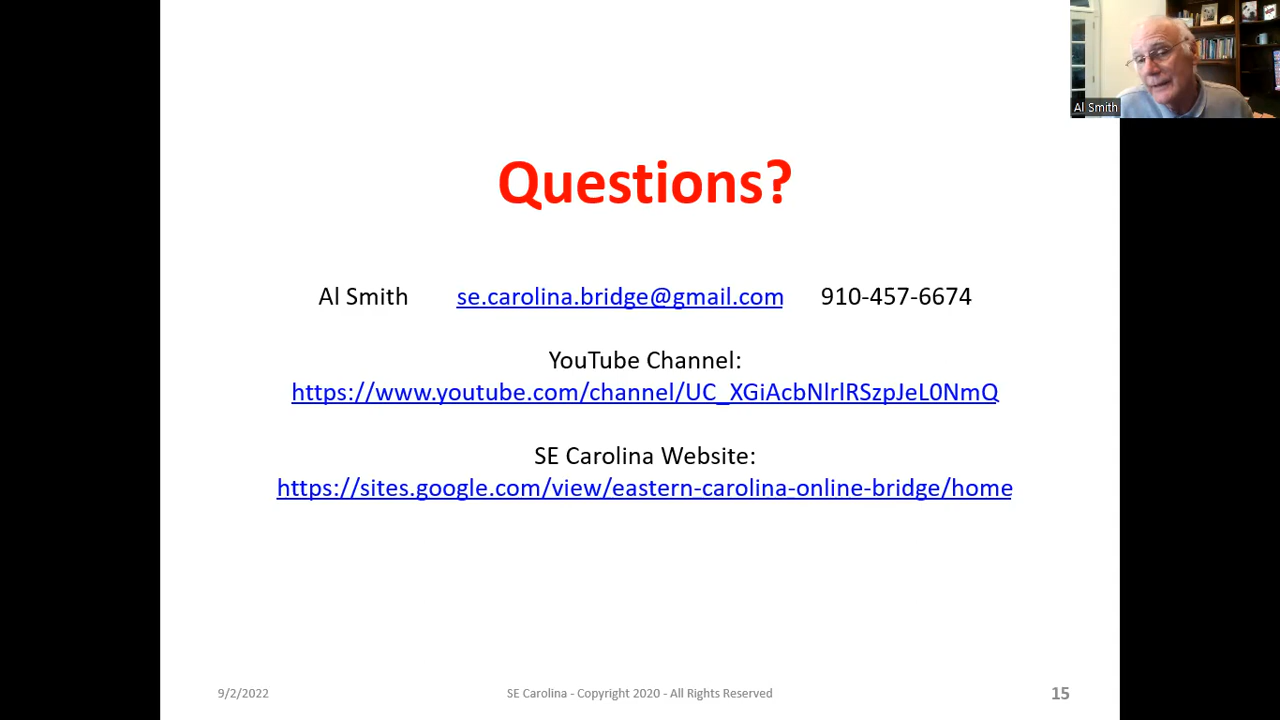 Al Smith
Questions?
Al Smith se.carolina.bridge@gmail.com 910-457-6674
YouTube Channel:
https://www.youtube.com/channel/UC_XGiAcbNlrlRSzpJeL0NmQ
SE Carolina Website:
https://sites.google.com/view/eastern-carolina-online-bridge/home
9/2/2022 SE Carolina - Copyright 2020 - All Rights Reserved 15